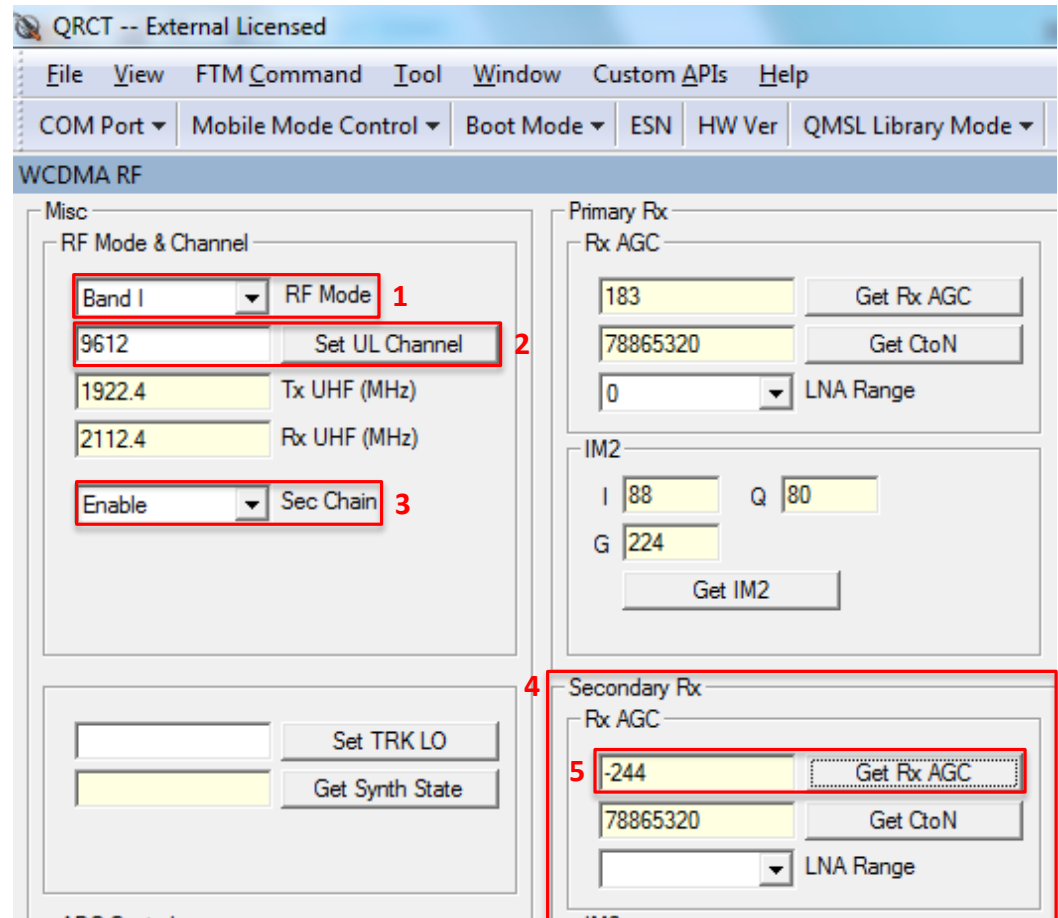 QRCT -- External Licensed
File View FTM Command Tool Window Custom APIs Help
COM Port Mobile Mode Control Boot Mode ESN HW Ver QMSL Library Mode
WCDMA RF
Misc
RF Mode & Channel
Band I RF Mode 1
9612 Set UL Channel 2
1922.4 Tx UHF (MHz)
2112.4 Rx UHF (MHz)
Enable Sec Chain 3
Set TRK LO
Get Synth State
Primary Rx
Rx AGC
183 Get Rx AGC
78865320 Get CtoN
0 LNA Range
IM2
I 88 Q 80
G 224
Get IM2
4 Secondary Rx
Rx AGC
5 -244 Get Rx AGC
78865320 Get CtoN
LNA Range